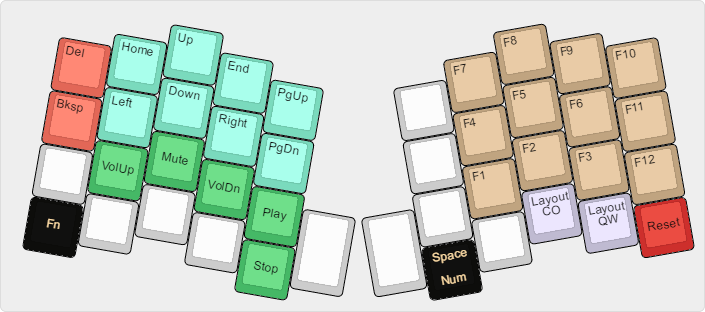 Del
Home
Up
End
PgUp
F7
F8
F9
F10
Bksp
Left
Down
Right
PgDn
F4
F5
F6
F11
VolUp
Mute
VolDn
Play
F1
F2
F3
F12
Fn
Stop
Space
Num
Layout
CO
Layout
QW
Reset